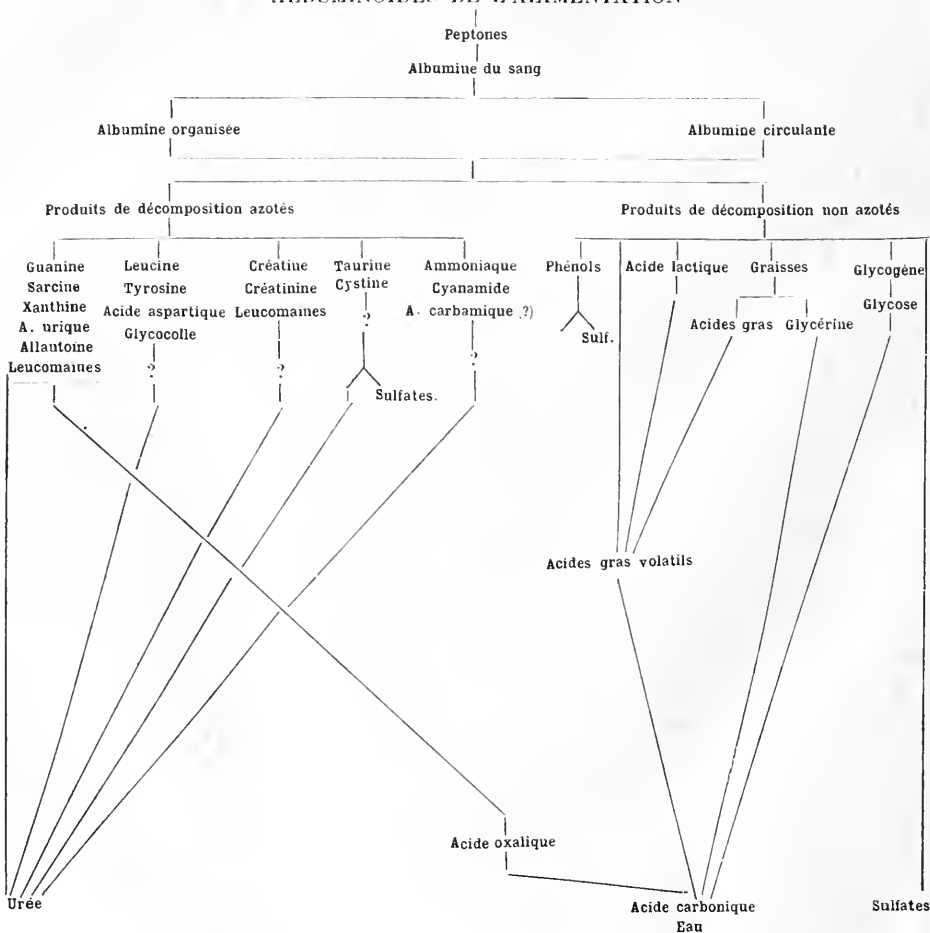 Peptones
Albumine du sang
Albumine organisée
Albumine circulante
Produits de décomposition azotés
Produits de décomposition non azotés
Guanine
Sarcine
Xanthine
A. urique
Allautoïne
Leucomaines
Leucine
Tyrosine
Acide aspartique
Glycocolle
?
Créatine
Créatinine
Leucomaines
?
Taurine
Cystine
?
Sulfates.
Ammoniaque
Cyanamide
A. carbamique ?)
?
Phénols
Sulf.
Acide lactique
Graisses
Acides gras
Glycérine
Glycogène
Glycose
Acides gras volatils
Acide oxalique
Urée
Acide carbonique
Eau
Sulfates